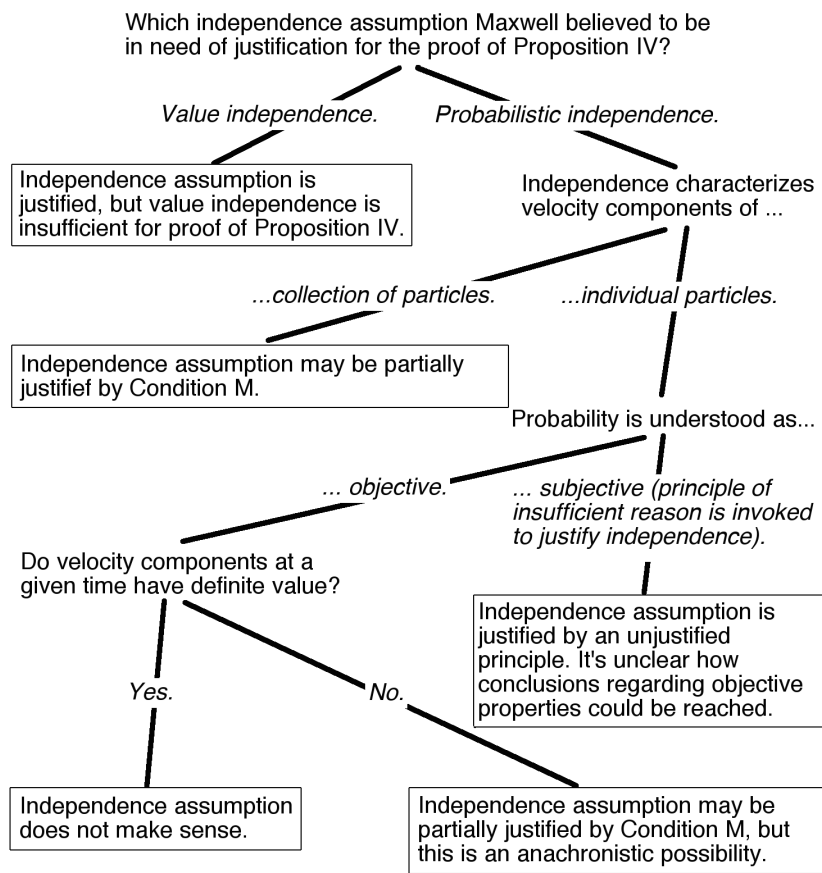 Which independence assumption Maxwell believed to be
in need of justification for the proof of Proposition IV?
Value independence.
Probabilistic independence.
Independence assumption is
justified, but value independence is
insufficient for proof of Proposition IV.
Independence characterizes
velocity components of ...
...collection of particles.
...individual particles.
Independence assumption may be partially
justifief by Condition M.
Probability is understood as...
... objective.
... subjective (principle of
insufficient reason is invoked
to justify independence).
Do velocity components at a
given time have definite value?
Independence assumption is
justified by an unjustified
principle. It's unclear how
conclusions regarding objective
properties could be reached.
Yes.
No.
Independence assumption
does not make sense.
Independence assumption may be
partially justified by Condition M, but
this is an anachronistic possibility.